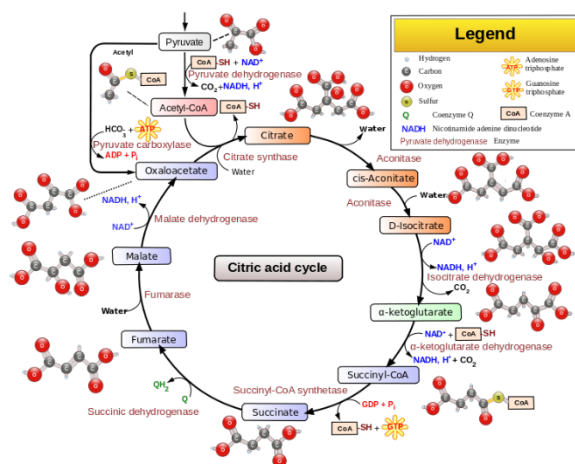 Pyruvate
Acetyl
S
CoA
CoA-SH + NAD⁺
Pyruvate dehydrogenase
CO₂+NADH, H⁺
Acetyl-CoA
CoA-SH
HCO₃⁻ + ATP
Pyruvate carboxylase
ADP + Pᵢ
Oxaloacetate
Citrate synthase
Water
Citrate
Water
Aconitase
cis-Aconitate
Aconitase
Water
D-Isocitrate
NAD⁺
NADH, H⁺
Isocitrate dehydrogenase
CO₂
α-ketoglutarate
NAD⁺ + CoA-SH
α-ketoglutarate dehydrogenase
NADH, H⁺ + CO₂
Succinyl-CoA
S
CoA
Succinyl-CoA synthetase
GDP + Pᵢ
CoA-SH + GTP
Succinate
Succinic dehydrogenase
Q
QH₂
Fumarate
Fumarase
Water
Malate
Malate dehydrogenase
NAD⁺
NADH, H⁺
Citric acid cycle
Legend
Hydrogen
C Carbon
O Oxygen
S Sulfur
Q Coenzyme Q
NADH Nicotinamide adenine dinucleotide
Pyruvate dehydrogenase Enzyme
ATP Adenosine
triphosphate
GTP Guanosine
triphosphate
CoA Coenzyme A